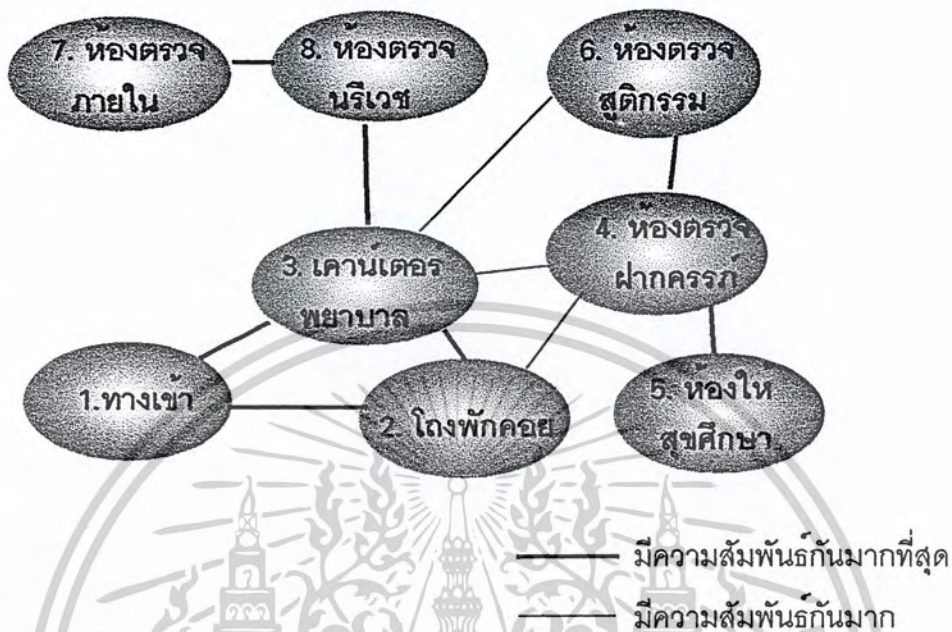 7. ห้องตรวจ
ภายใน
8. ห้องตรวจ
นรีเวช
6. ห้องตรวจ
สูติกรรม
3. เคาน์เตอร์
พยาบาล
4. ห้องตรวจ
ฝากครรภ์
1.ทางเข้า
2. โถงพักคอย
5. ห้องให้
สุขศึกษา
มีความสัมพันธ์กันมากที่สุด
มีความสัมพันธ์กันมาก